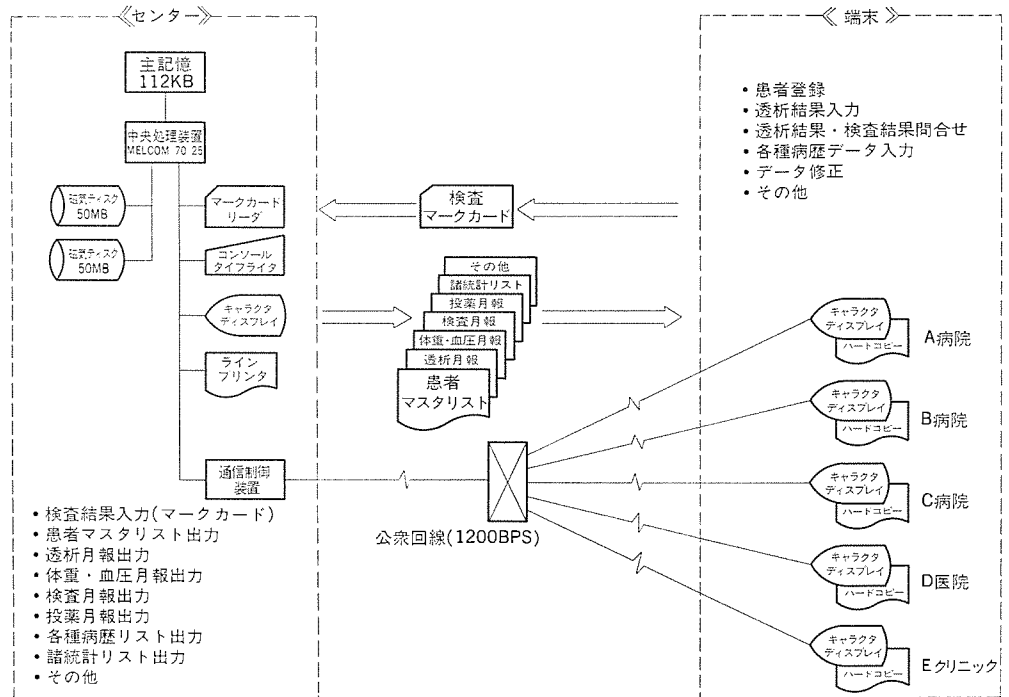 《センター》
主記憶
112KB
中央処理装置
MELCOM 70 25
磁気ディスク
50MB
磁気ディスク
50MB
マークカード
リーダ
コンソール
タイプライタ
キャラクタ
ディスプレイ
ライン
プリンタ
通信制御
装置
・検査結果入力(マークカード)
・患者マスタリスト出力
・透析月報出力
・体重・血圧月報出力
・検査月報出力
・投薬月報出力
・各種病歴リスト出力
・諸統計リスト出力
・その他
検査
マークカード
その他
諸統計リスト
投薬月報
検査月報
体重・血圧月報
透析月報
患者
マスタリスト
公衆回線(1200BPS)
《端末》
・患者登録
・透析結果入力
・透析結果・検査結果問合せ
・各種病歴データ入力
・データ修正
・その他
キャラクタ
ディスプレイ
ハードコピー
A病院
キャラクタ
ディスプレイ
ハードコピー
B病院
キャラクタ
ディスプレイ
ハードコピー
C病院
キャラクタ
ディスプレイ
ハードコピー
D医院
キャラクタ
ディスプレイ
ハードコピー
Eクリニック